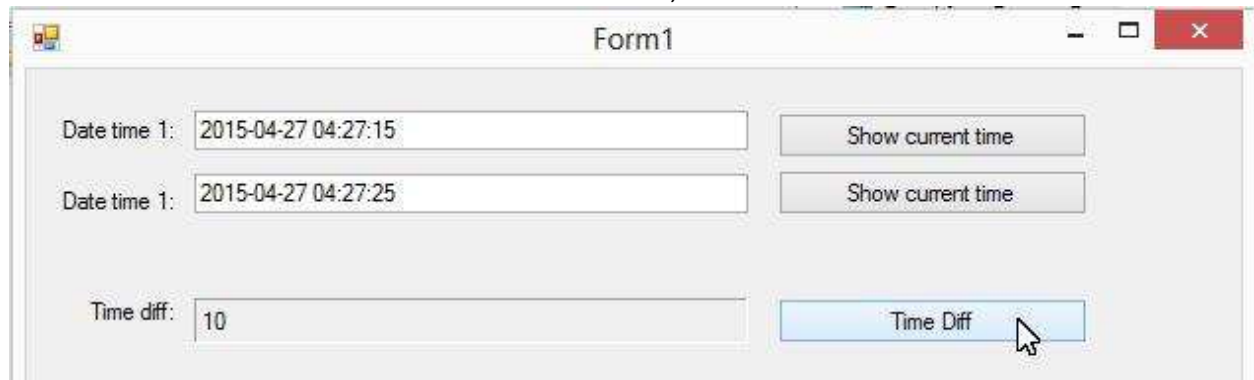 Form1
Date time 1: 2015-04-27 04:27:15 Show current time
Date time 1: 2015-04-27 04:27:25 Show current time
Time diff: 10 Time Diff